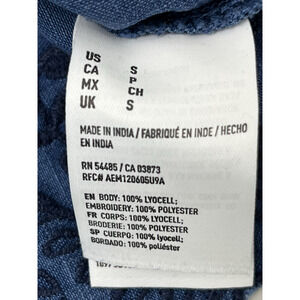 US S
CA P
MX CH
UK S
MADE IN INDIA / FABRIQUÉ EN INDE / HECHO
EN INDIA
RN 54485 / CA 03873
RFC# AEM120605U9A
EN BODY: 100% LYOCELL;
EMBROIDERY: 100% POLYESTER
FR CORPS: 100% LYOCELL;
BRODERIE: 100% POLYESTER
SP CUERPO: 100% lyocell;
BORDADO: 100% poliéster